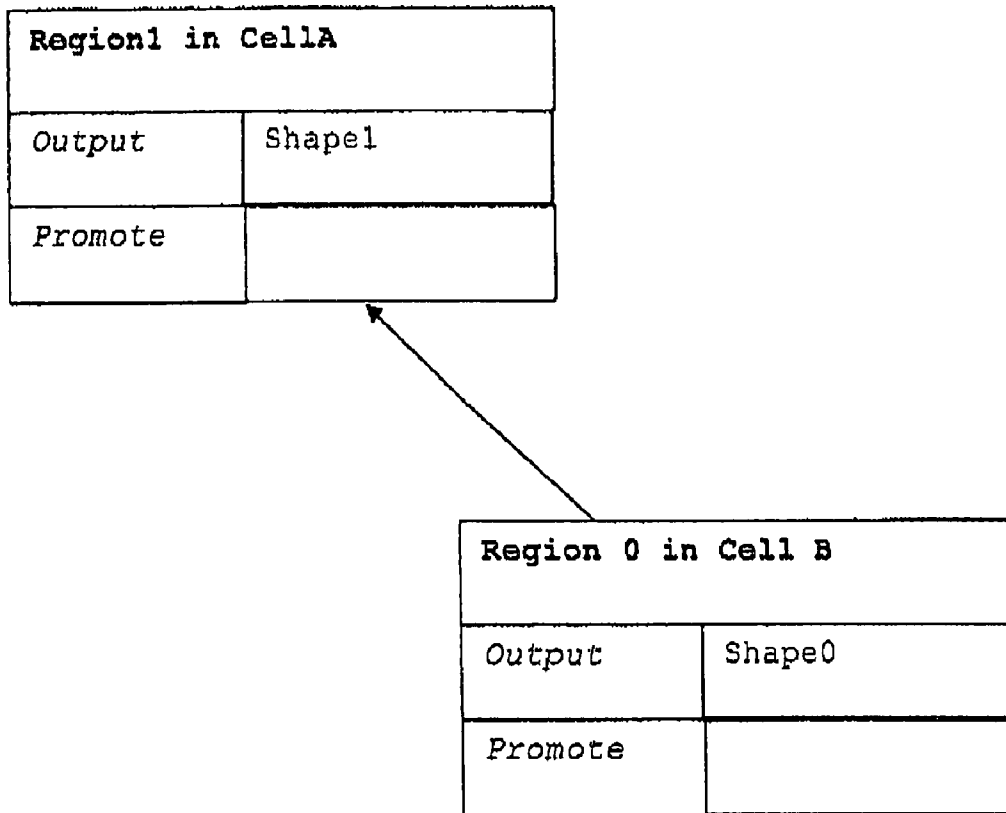 Region1 in CellA
Output Shape1
Promote
Region 0 in Cell B
Output Shape0
Promote